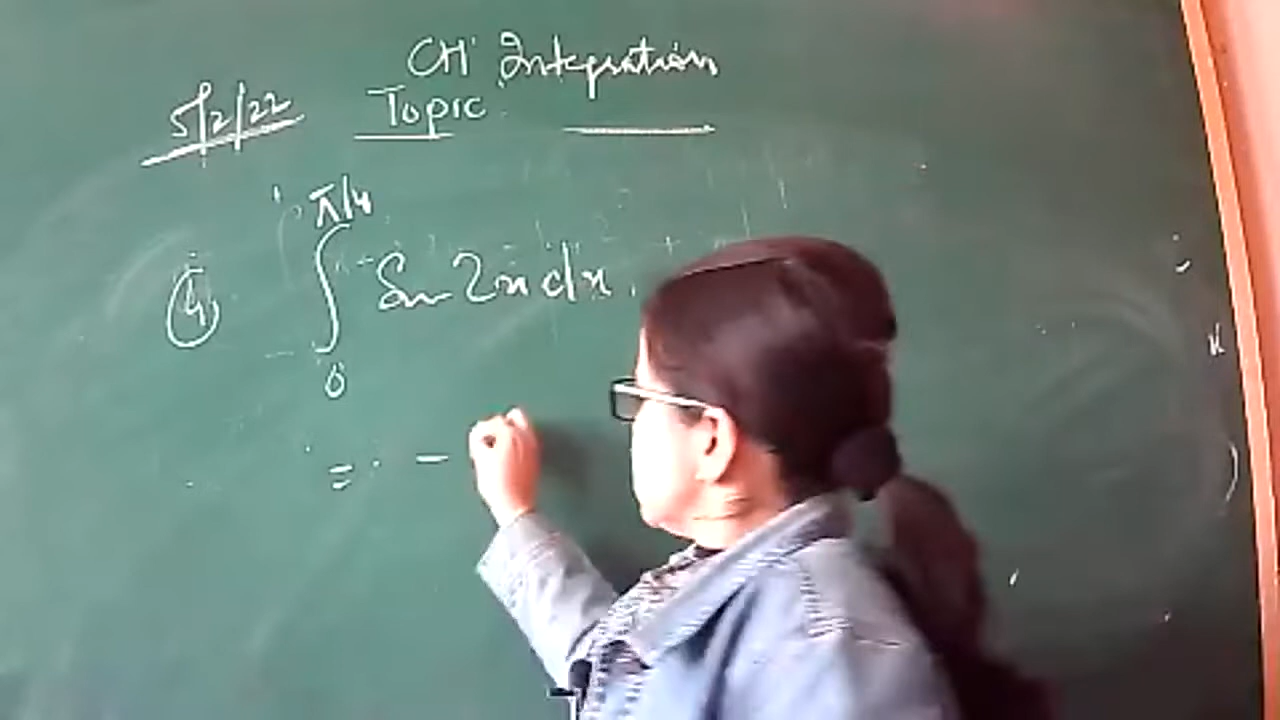 CH Integration
5/2/22 Topic
④ ∫₀^π/4 Sin 2x dx.
= -